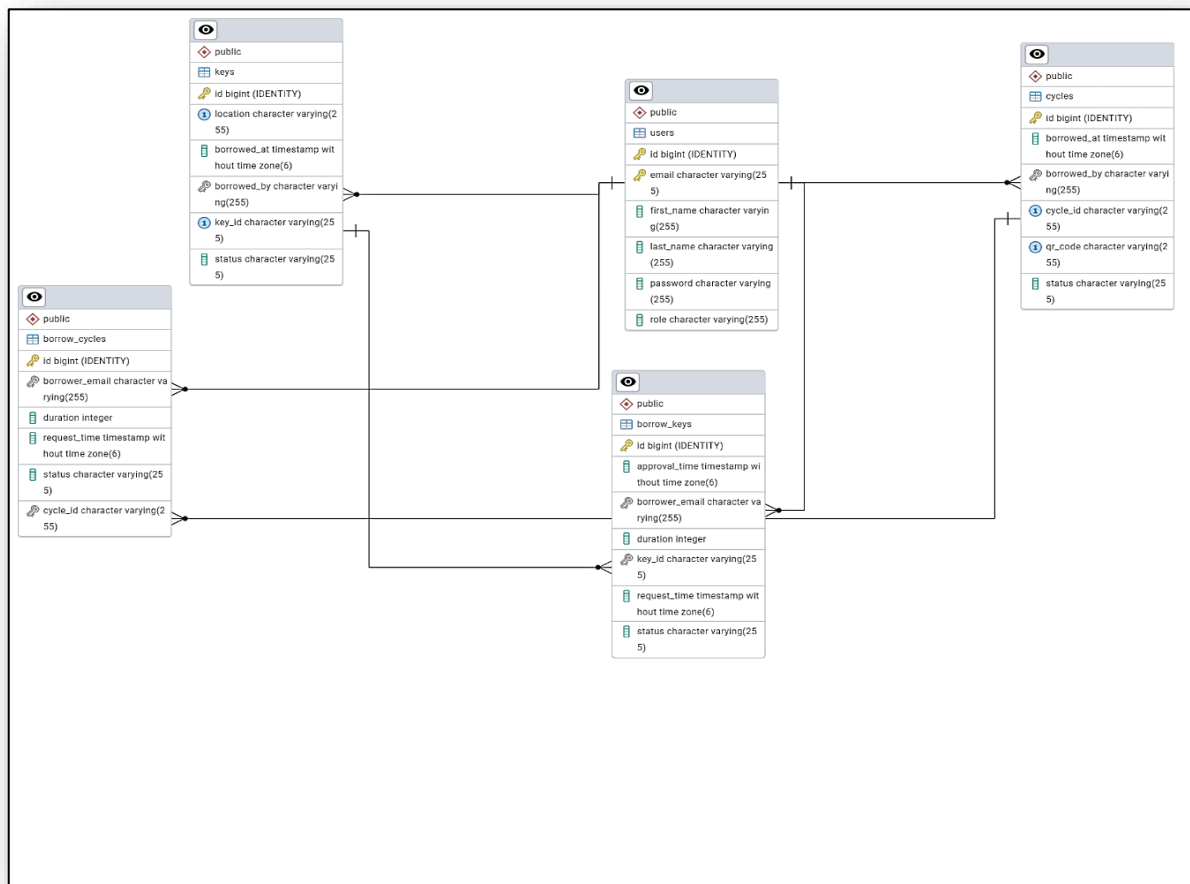 public
keys
id bigint (IDENTITY)
location character varying(2
55)
borrowed_at timestamp wit
hout time zone(6)
borrowed_by character varyi
ng(255)
key_id character varying(25
5)
status character varying(25
5)
public
users
id bigint (IDENTITY)
email character varying(25
5)
first_name character varyin
g(255)
last_name character varying
(255)
password character varying
(255)
role character varying(255)
public
cycles
id bigint (IDENTITY)
borrowed_at timestamp wit
hout time zone(6)
borrowed_by character varyi
ng(255)
cycle_id character varying(2
55)
qr_code character varying(2
55)
status character varying(25
5)
public
borrow_cycles
id bigint (IDENTITY)
borrower_email character va
rying(255)
duration integer
request_time timestamp wit
hout time zone(6)
status character varying(25
5)
cycle_id character varying(2
55)
public
borrow_keys
id bigint (IDENTITY)
approval_time timestamp wi
thout time zone(6)
borrower_email character va
rying(255)
duration integer
key_id character varying(25
5)
request_time timestamp wit
hout time zone(6)
status character varying(25
5)